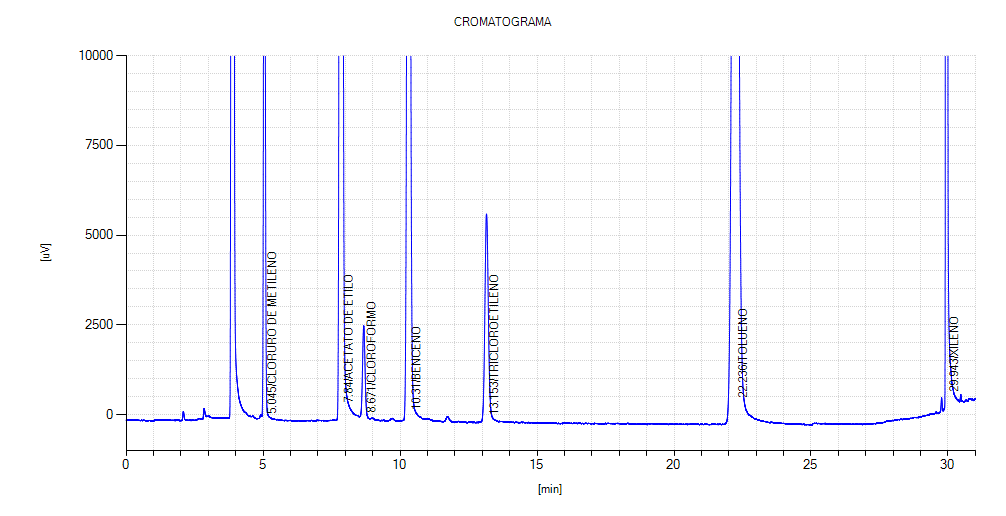 CROMATOGRAMA
10000
7500
5000
2500
0
[uV]
5.045/CLORURO DE METILENO
7.84/ACETATO DE ETILO
8.671/CLOROFORMO
10.31/BENCENO
13.153/TRICLOROETILENO
22.236/TOLUENO
29.943/XILENO
0 5 10 15 20 25 30
[min]